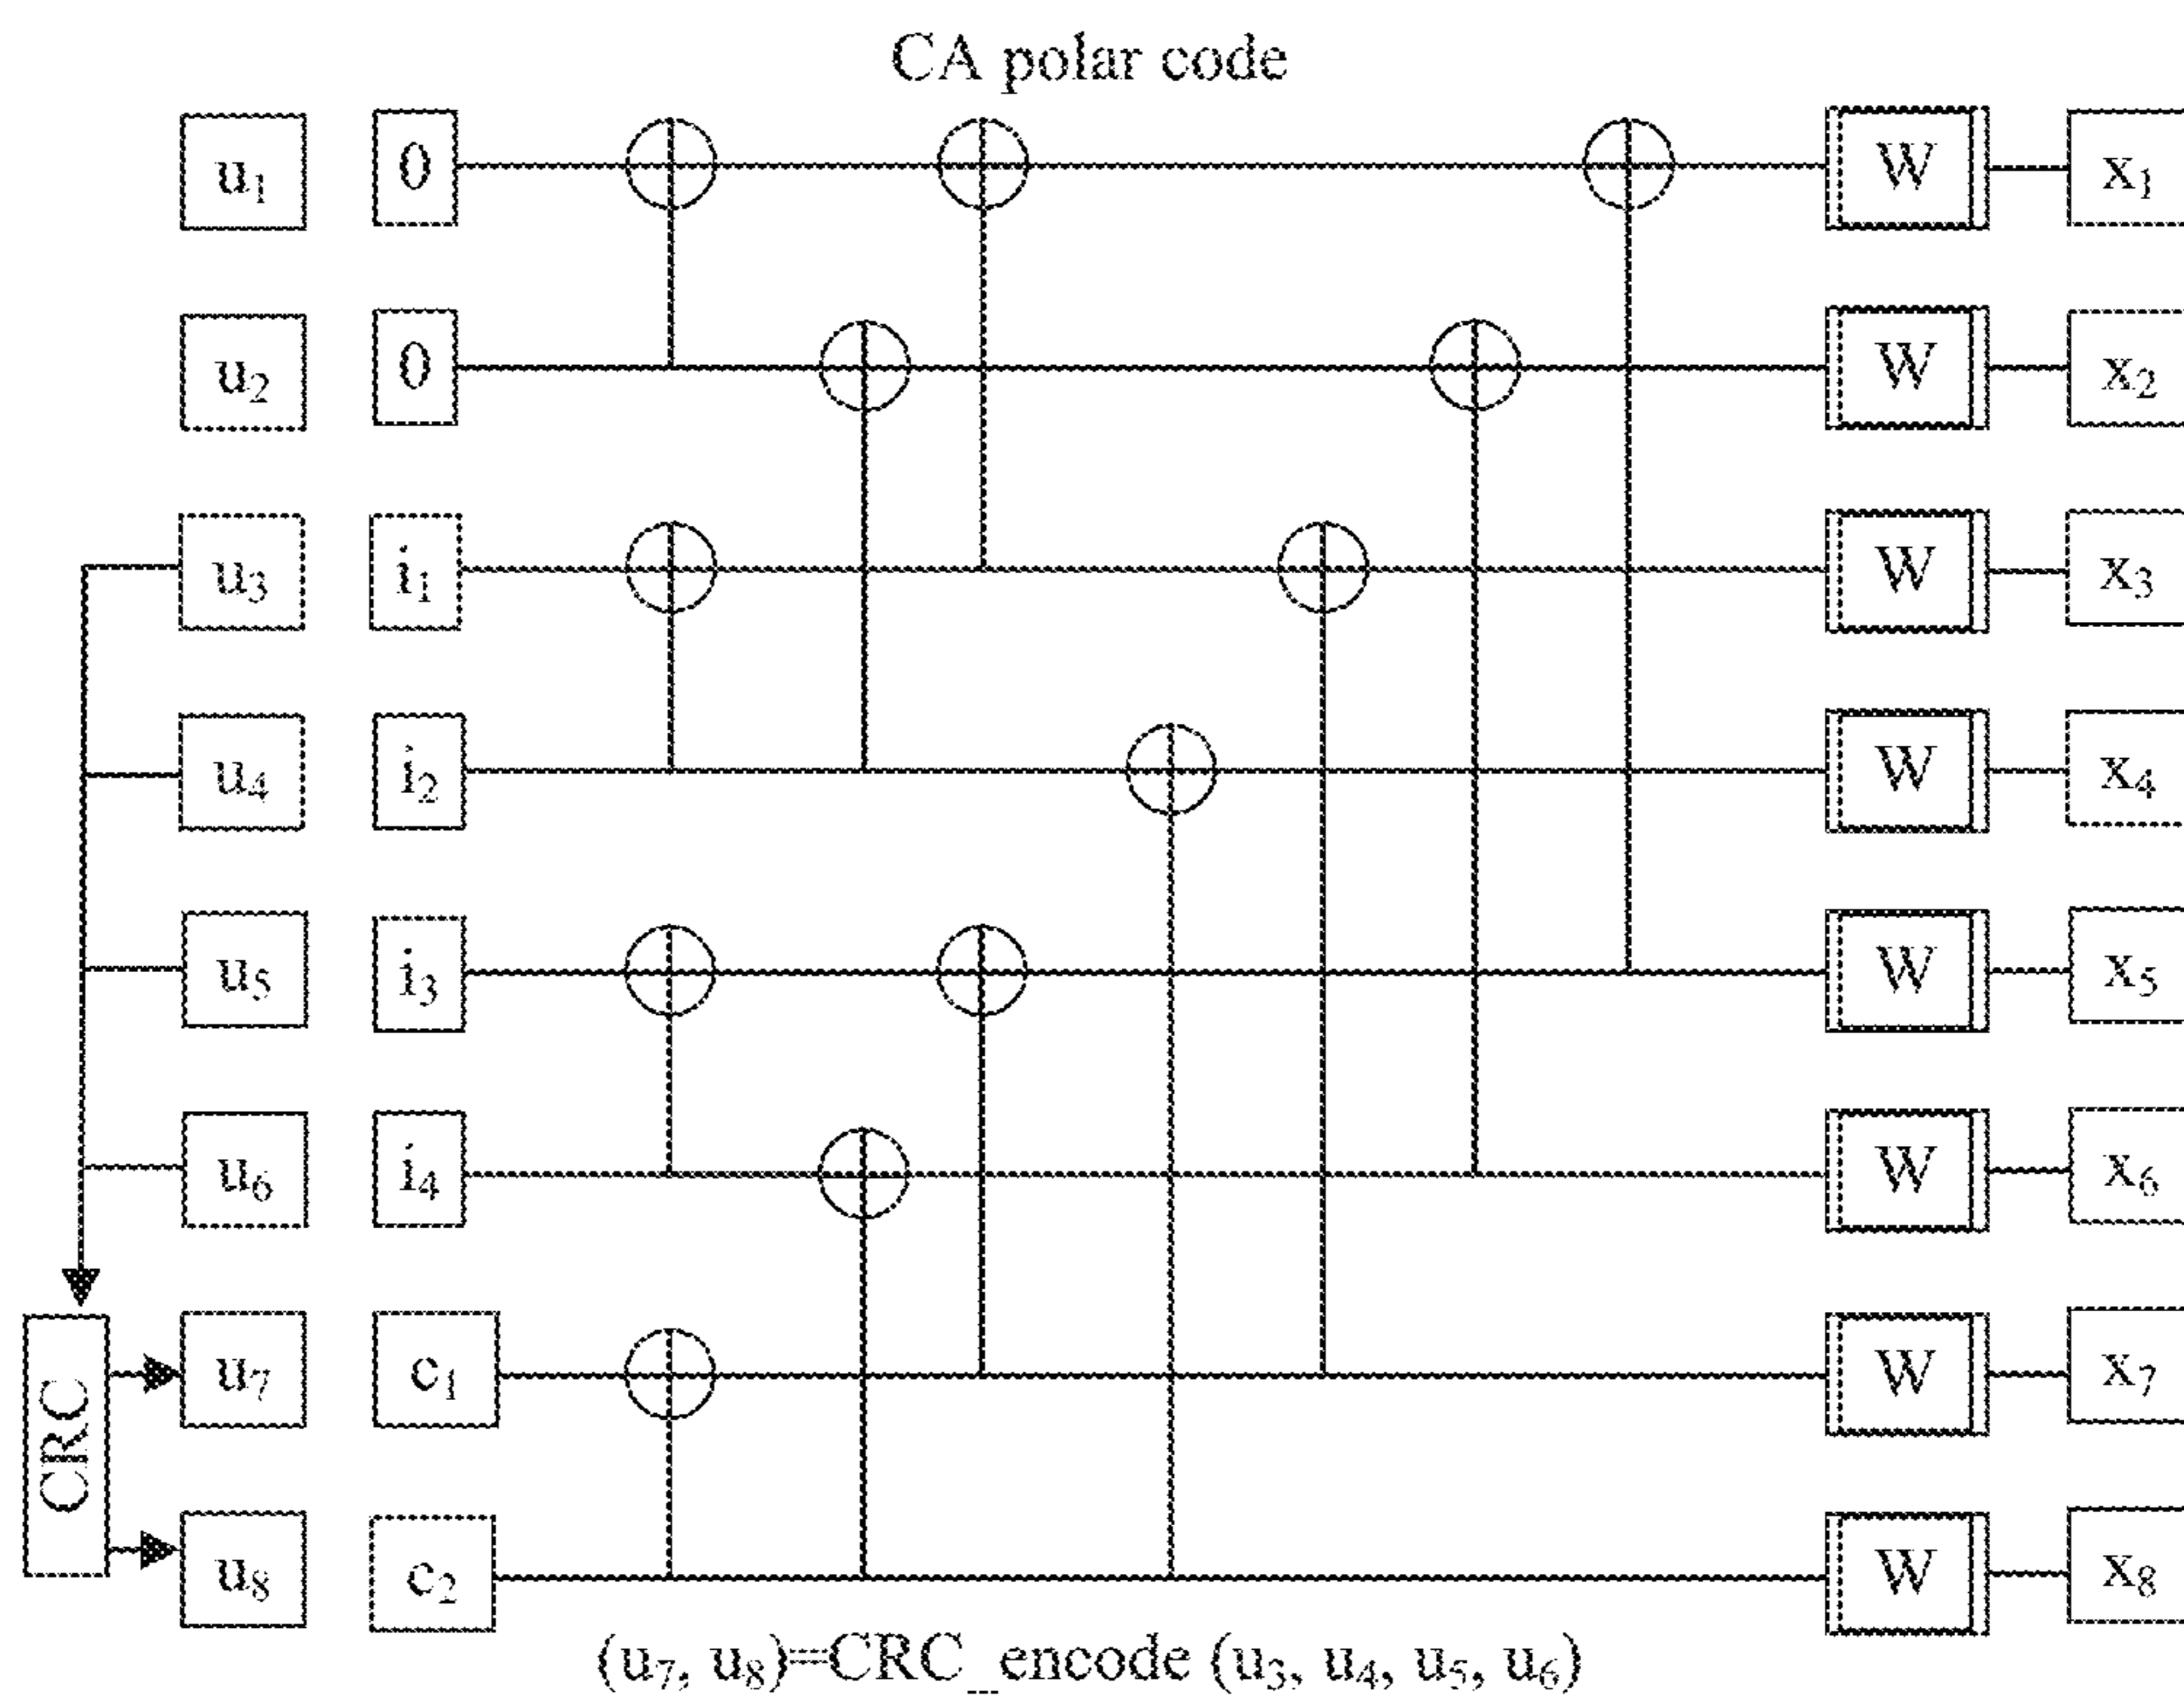 CA polar code
u₁ 0 W x₁
u₂ 0 W x₂
u₃ i₁ W x₃
u₄ i₂ W x₄
u₅ i₃ W x₅
u₆ i₄ W x₆
u₇ c₁ W x₇
CRC
u₈ c₂ W x₈
(u₇, u₈)=CRC_encode (u₃, u₄, u₅, u₆)